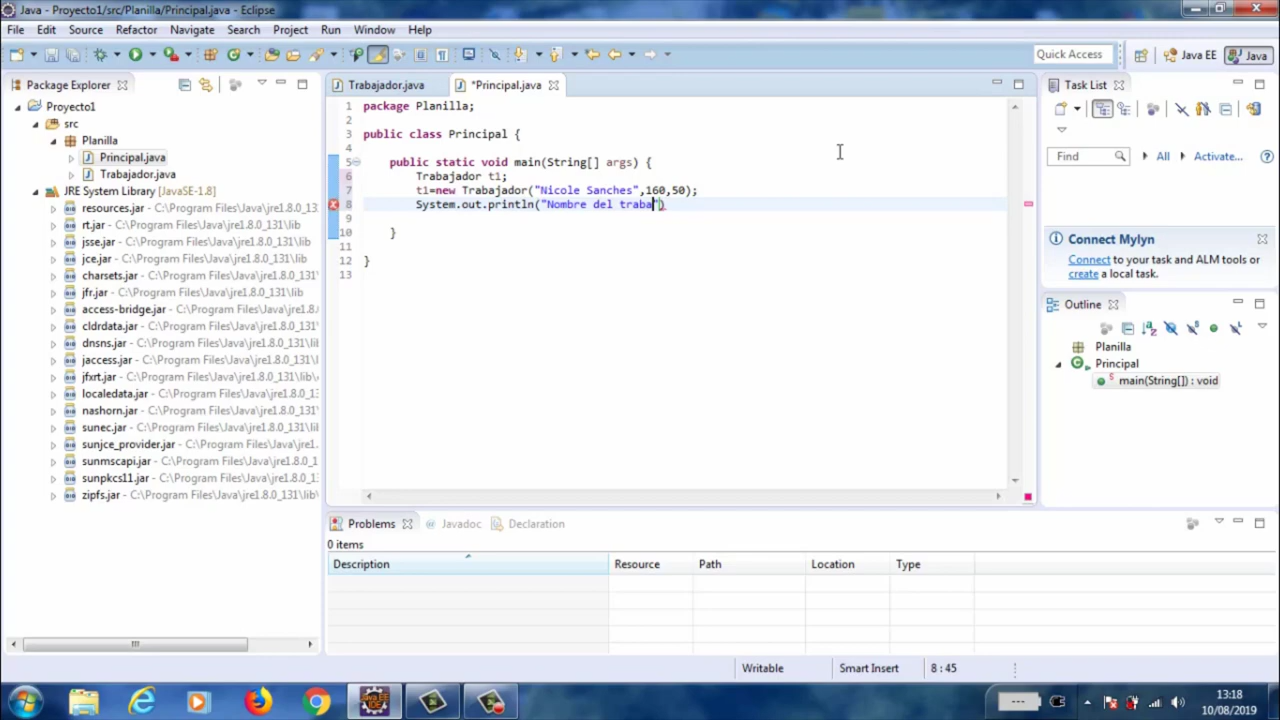 Java - Proyecto1/src/Planilla/Principal.java - Eclipse
File Edit Source Refactor Navigate Search Project Run Window Help
Quick Access
Java EE
Java
Package Explorer
Proyecto1
src
Planilla
Principal.java
Trabajador.java
JRE System Library [JavaSE-1.8]
resources.jar - C:\Program Files\Java\jre1.8.0_131\lib
rt.jar - C:\Program Files\Java\jre1.8.0_131\lib
jsse.jar - C:\Program Files\Java\jre1.8.0_131\lib
jce.jar - C:\Program Files\Java\jre1.8.0_131\lib
charsets.jar - C:\Program Files\Java\jre1.8.0_131\lib
jfr.jar - C:\Program Files\Java\jre1.8.0_131\lib
access-bridge.jar - C:\Program Files\Java\jre1.8.
cldrdata.jar - C:\Program Files\Java\jre1.8.0_131\
dnsns.jar - C:\Program Files\Java\jre1.8.0_131\lib
jaccess.jar - C:\Program Files\Java\jre1.8.0_131\l
jfxrt.jar - C:\Program Files\Java\jre1.8.0_131\lib
localedata.jar - C:\Program Files\Java\jre1.8.0_13
nashorn.jar - C:\Program Files\Java\jre1.8.0_131\
sunec.jar - C:\Program Files\Java\jre1.8.0_131\lib
sunjce_provider.jar - C:\Program Files\Java\jre1.8
sunmscapi.jar - C:\Program Files\Java\jre1.8.0_13
sunpkcs11.jar - C:\Program Files\Java\jre1.8.0_13
zipfs.jar - C:\Program Files\Java\jre1.8.0_131\lib
Trabajador.java
*Principal.java
1 package Planilla;
2
3 public class Principal {
4
5 public static void main(String[] args) {
6 Trabajador t1;
7 t1=new Trabajador("Nicole Sanches",160,50);
8 System.out.println("Nombre del traba")
9
10 }
11
12 }
13
Task List
Find
All
Activate...
Connect Mylyn
Connect to your task and ALM tools or
create a local task.
Outline
Planilla
Principal
main(String[]) : void
Problems
Javadoc
Declaration
0 items
Description Resource Path Location Type
Writable
Smart Insert
8 : 45
Java EE
IDE
13:18
10/08/2019